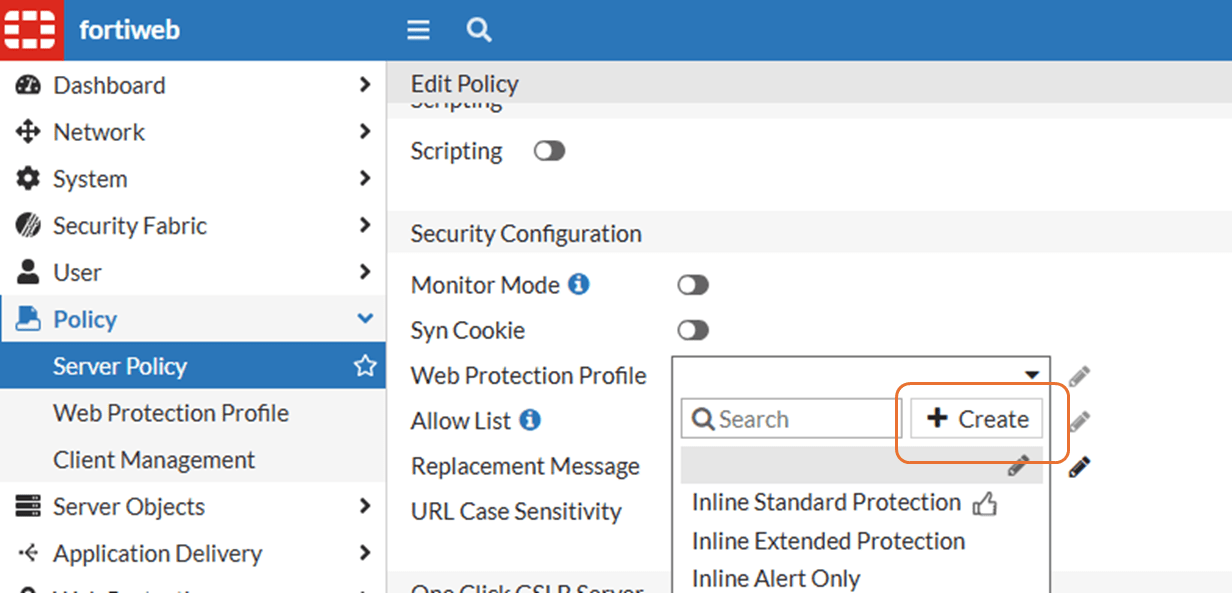 fortiweb
Dashboard
Network
System
Security Fabric
User
Policy
Server Policy
Web Protection Profile
Client Management
Server Objects
Application Delivery
Edit Policy
Scripting
Scripting
Security Configuration
Monitor Mode
Syn Cookie
Web Protection Profile
Allow List
Replacement Message
URL Case Sensitivity
Search
Create
Inline Standard Protection
Inline Extended Protection
Inline Alert Only
One Click GSLB Server